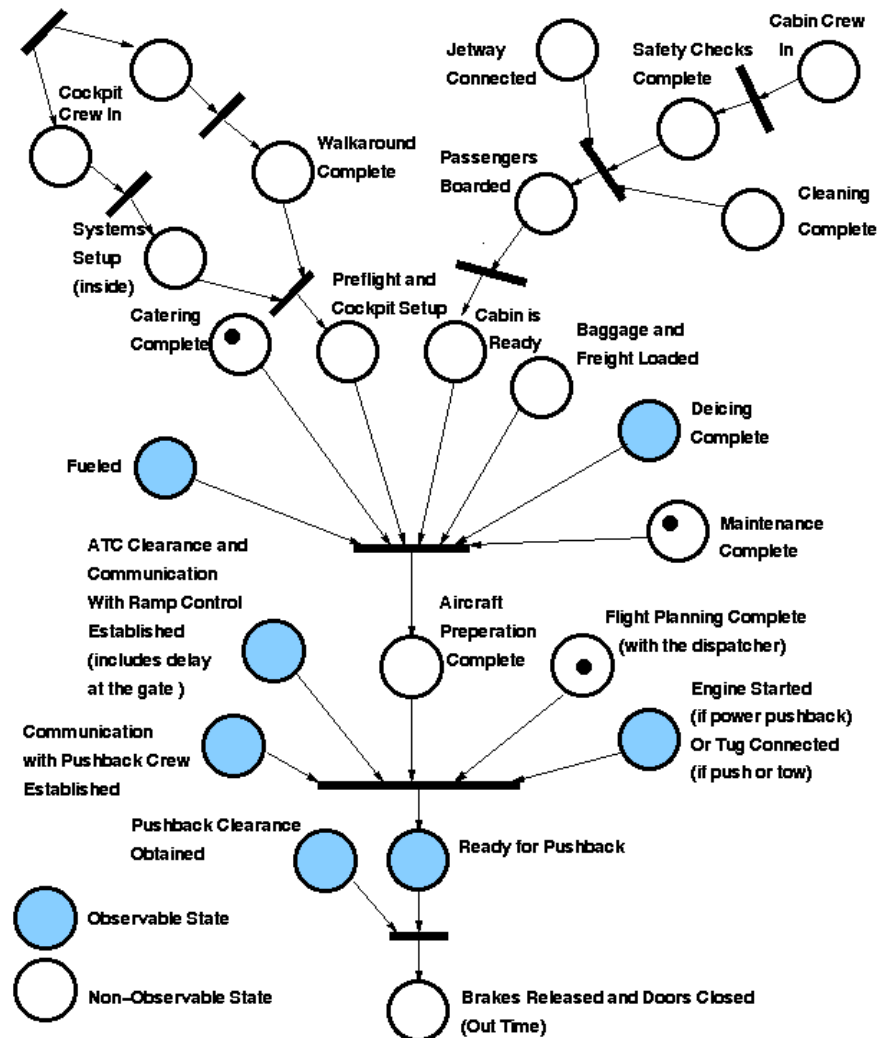 Jetway
Connected
Safety Checks
Complete
Cabin Crew
In
Cockpit
Crew In
Walkaround
Complete
Passengers
Boarded
Cleaning
Complete
Systems
Setup
(inside)
Preflight and
Cockpit Setup
Catering
Complete
Cabin is
Ready
Baggage and
Freight Loaded
Deicing
Complete
Fueled
Maintenance
Complete
ATC Clearance and
Communication
With Ramp Control
Established
(includes delay
at the gate )
Aircraft
Preperation
Complete
Flight Planning Complete
(with the dispatcher)
Engine Started
(if power pushback)
Or Tug Connected
(if push or tow)
Communication
with Pushback Crew
Established
Pushback Clearance
Obtained
Ready for Pushback
Observable State
Non-Observable State
Brakes Released and Doors Closed
(Out Time)